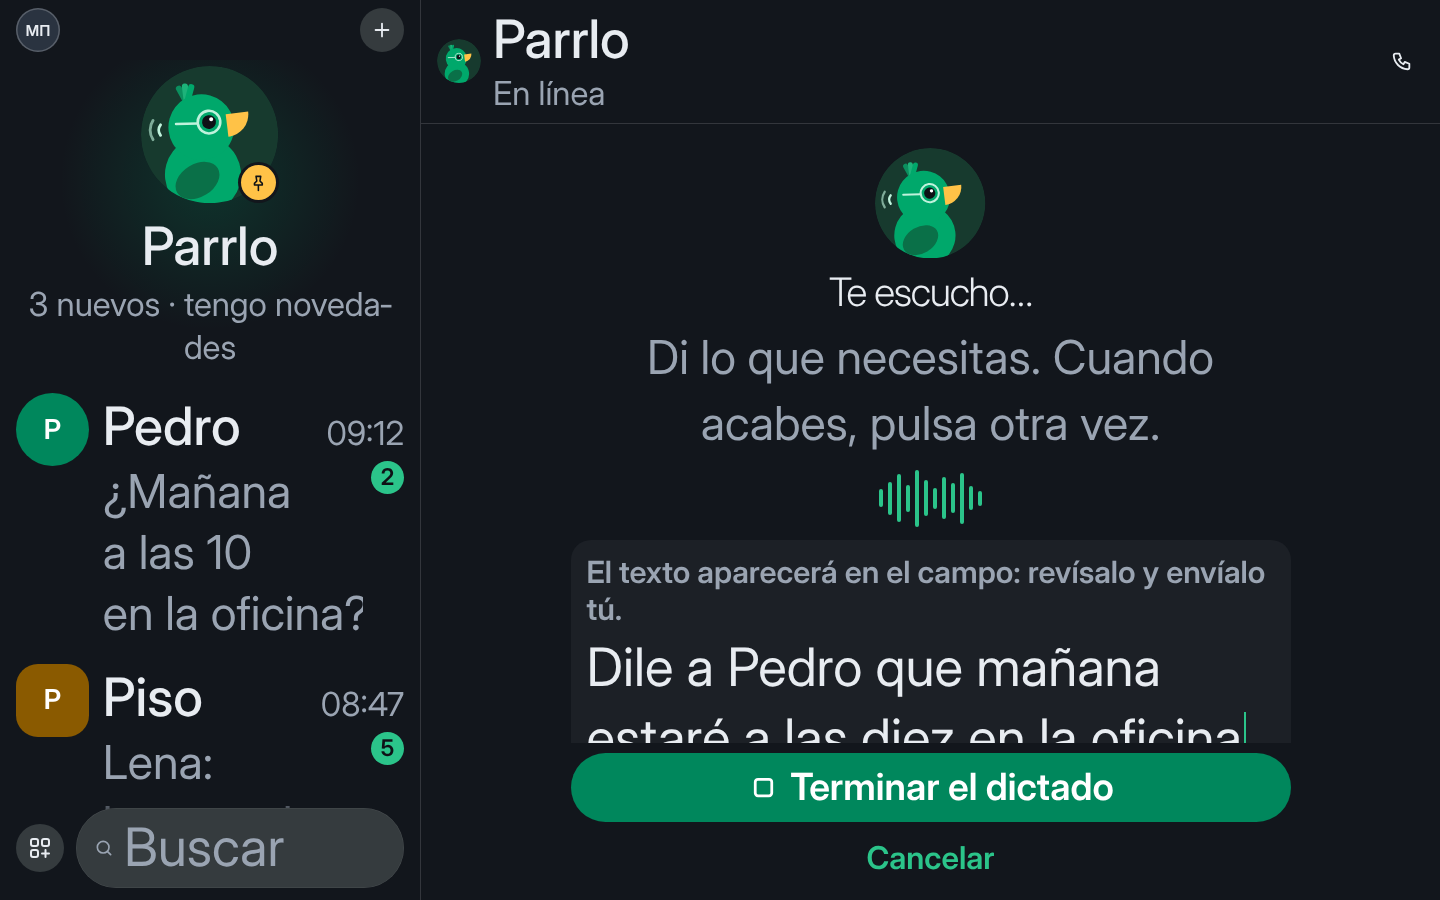 МП
Parrlo
3 nuevos · tengo noveda-
des
Pedro 09:12
¿Mañana 2
a las 10
en la oficina?
Piso 08:47
Lena: 5
Buscar
Parrlo
En línea
Te escucho...
Di lo que necesitas. Cuando
acabes, pulsa otra vez.
El texto aparecerá en el campo: revísalo y envíalo
tú.
Dile a Pedro que mañana
estaré a las diez en la oficina
Terminar el dictado
Cancelar